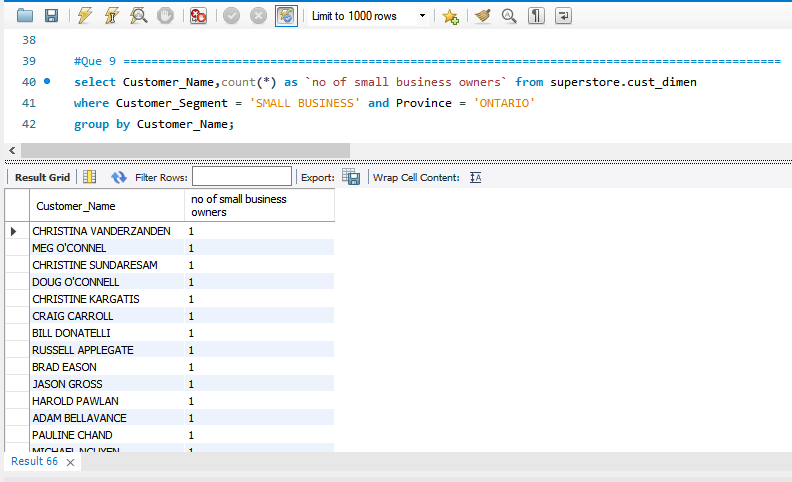 Limit to 1000 rows
38
39 #Que 9 ==============================================================================================
40 select Customer_Name,count(*) as `no of small business owners` from superstore.cust_dimen
41 where Customer_Segment = 'SMALL BUSINESS' and Province = 'ONTARIO'
42 group by Customer_Name;
Result Grid Filter Rows: Export: Wrap Cell Content:
Customer_Name no of small business owners
CHRISTINA VANDERZANDEN 1
MEG O'CONNEL 1
CHRISTINE SUNDARESAM 1
DOUG O'CONNELL 1
CHRISTINE KARGATIS 1
CRAIG CARROLL 1
BILL DONATELLI 1
RUSSELL APPLEGATE 1
BRAD EASON 1
JASON GROSS 1
HAROLD PAWLAN 1
ADAM BELLAVANCE 1
PAULINE CHAND 1
MICHAEL NGUYEN 1
Result 66